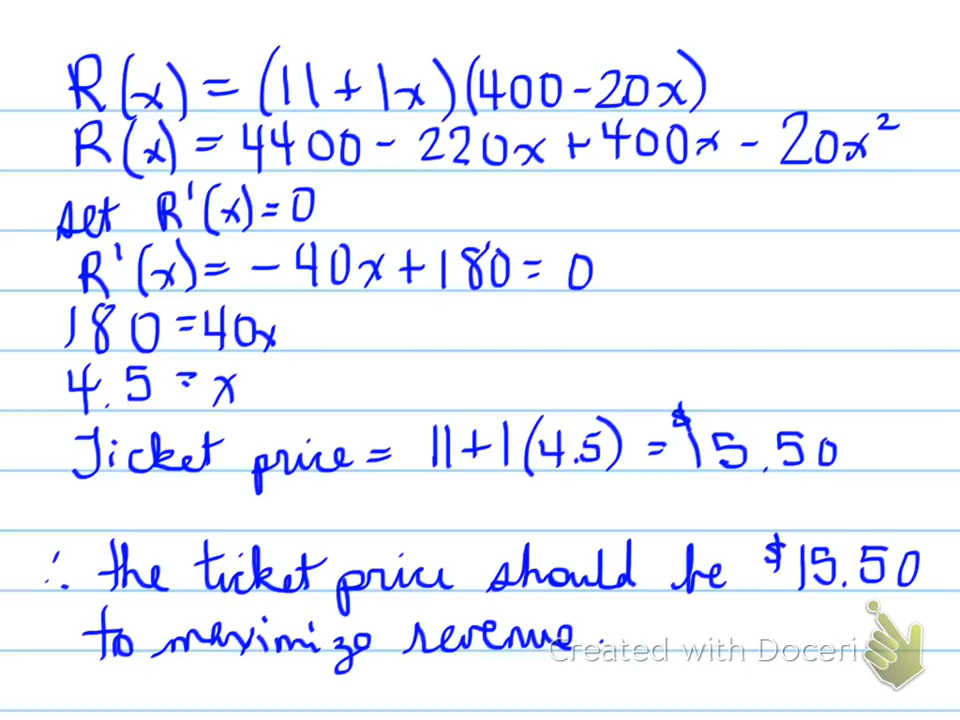 R(x) = (11 + 1x)(400 - 20x)
R(x) = 4400 - 220x + 400x - 20x²
set R'(x) = 0
R'(x) = -40x + 180 = 0
180 = 40x
4.5 = x
Ticket price = 11 + 1(4.5) = $15.50
∴ the ticket price should be $15.50
to maximize revenue.
Created with Doceri